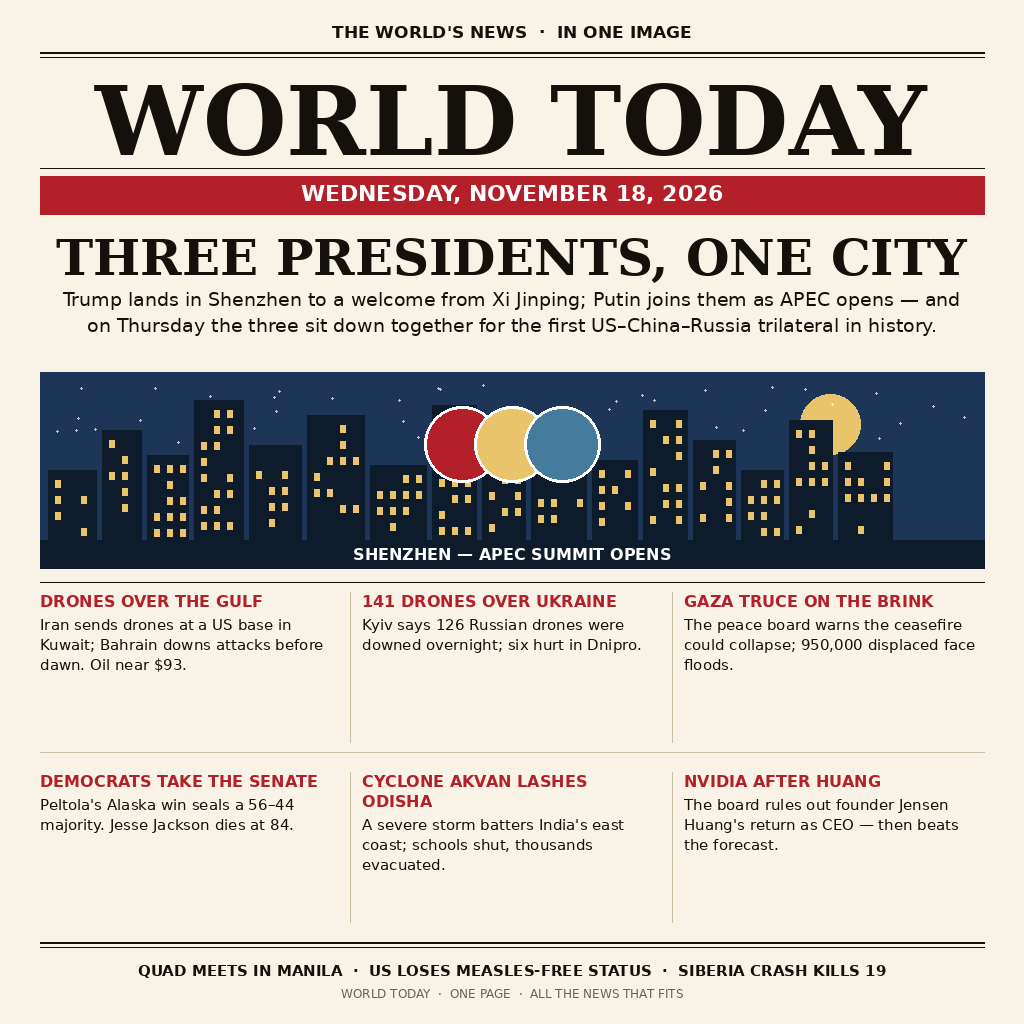 THE WORLD'S NEWS · IN ONE IMAGE
WORLD TODAY
WEDNESDAY, NOVEMBER 18, 2026
THREE PRESIDENTS, ONE CITY
Trump lands in Shenzhen to a welcome from Xi Jinping; Putin joins them as APEC opens — and
on Thursday the three sit down together for the first US–China–Russia trilateral in history.
SHENZHEN — APEC SUMMIT OPENS
DRONES OVER THE GULF
Iran sends drones at a US base in
Kuwait; Bahrain downs attacks before
dawn. Oil near $93.
141 DRONES OVER UKRAINE
Kyiv says 126 Russian drones were
downed overnight; six hurt in Dnipro.
GAZA TRUCE ON THE BRINK
The peace board warns the ceasefire
could collapse; 950,000 displaced face
floods.
DEMOCRATS TAKE THE SENATE
Peltola's Alaska win seals a 56–44
majority. Jesse Jackson dies at 84.
CYCLONE AKVAN LASHES
ODISHA
A severe storm batters India's east
coast; schools shut, thousands
evacuated.
NVIDIA AFTER HUANG
The board rules out founder Jensen
Huang's return as CEO — then beats
the forecast.
QUAD MEETS IN MANILA · US LOSES MEASLES-FREE STATUS · SIBERIA CRASH KILLS 19
WORLD TODAY · ONE PAGE · ALL THE NEWS THAT FITS